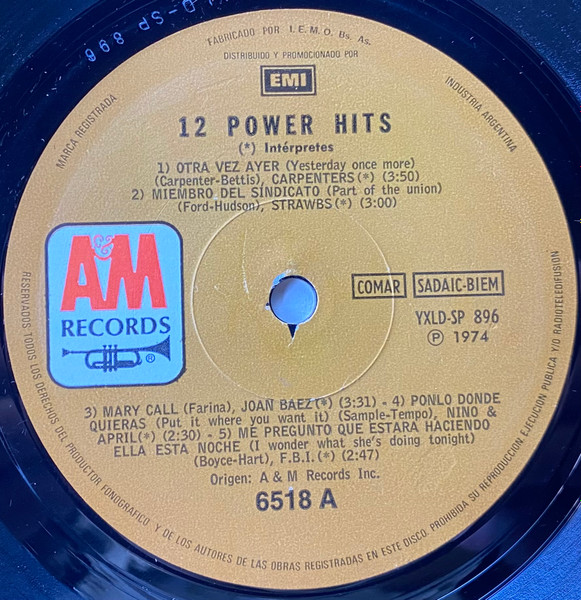 YXLD-SP 896
FABRICADO POR I.E.M.O. Bs. As.
DISTRIBUIDO Y PROMOCIONADO POR
EMI
MARCA REGISTRADA
INDUSTRIA ARGENTINA
12 POWER HITS
(*) Intérpretes
1) OTRA VEZ AYER (Yesterday once more)
(Carpenter-Bettis), CARPENTERS(*) (3:50)
2) MIEMBRO DEL SINDICATO (Part of the union)
(Ford-Hudson), STRAWBS(*) (3:00)
A&M
RECORDS
®
COMAR SADAIC-BIEM
YXLD-SP 896
Ⓟ 1974
3) MARY CALL (Farina), JOAN BAEZ(*) (3:31) - 4) PONLO DONDE
QUIERAS (Put it where you want it) (Sample-Tempo), NINO &
APRIL(*) (2:30) - 5) ME PREGUNTO QUE ESTARA HACIENDO
ELLA ESTA NOCHE (I wonder what she's doing tonight)
(Boyce-Hart), F.B.I.(*) (2:47)
Origen: A & M Records Inc.
6518 A
RESERVADOS TODOS LOS DERECHOS DEL PRODUCTOR FONOGRAFICO Y DE LOS AUTORES DE LAS OBRAS REGISTRADAS EN ESTE DISCO, PROHIBIDA SU REPRODUCCION, EJECUCION PUBLICA Y/O RADIOTELEDIFUSION